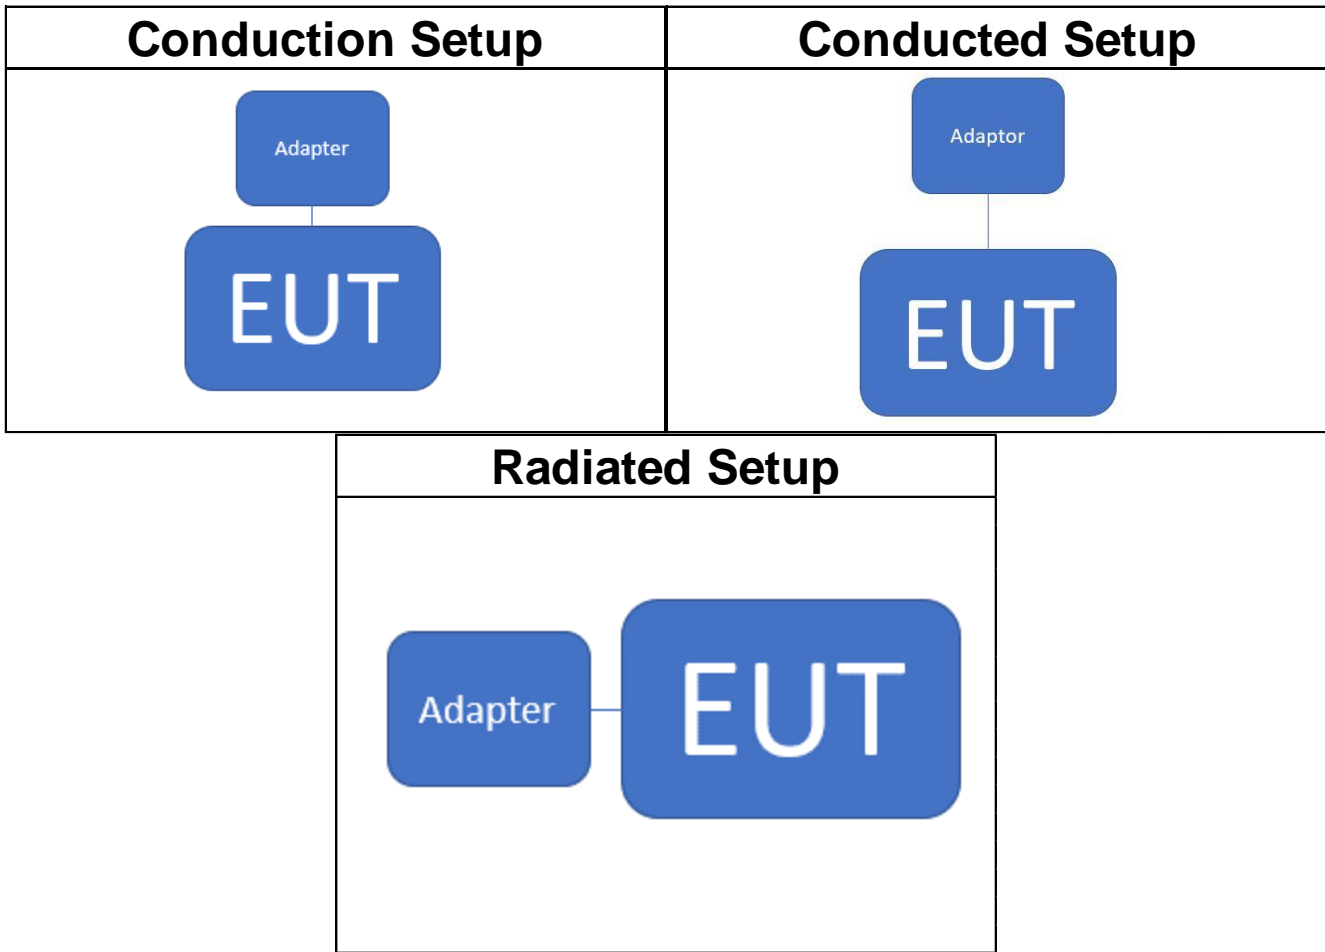 Conduction Setup
Conducted Setup
Adapter
EUT
Adaptor
EUT
Radiated Setup
Adapter
EUT